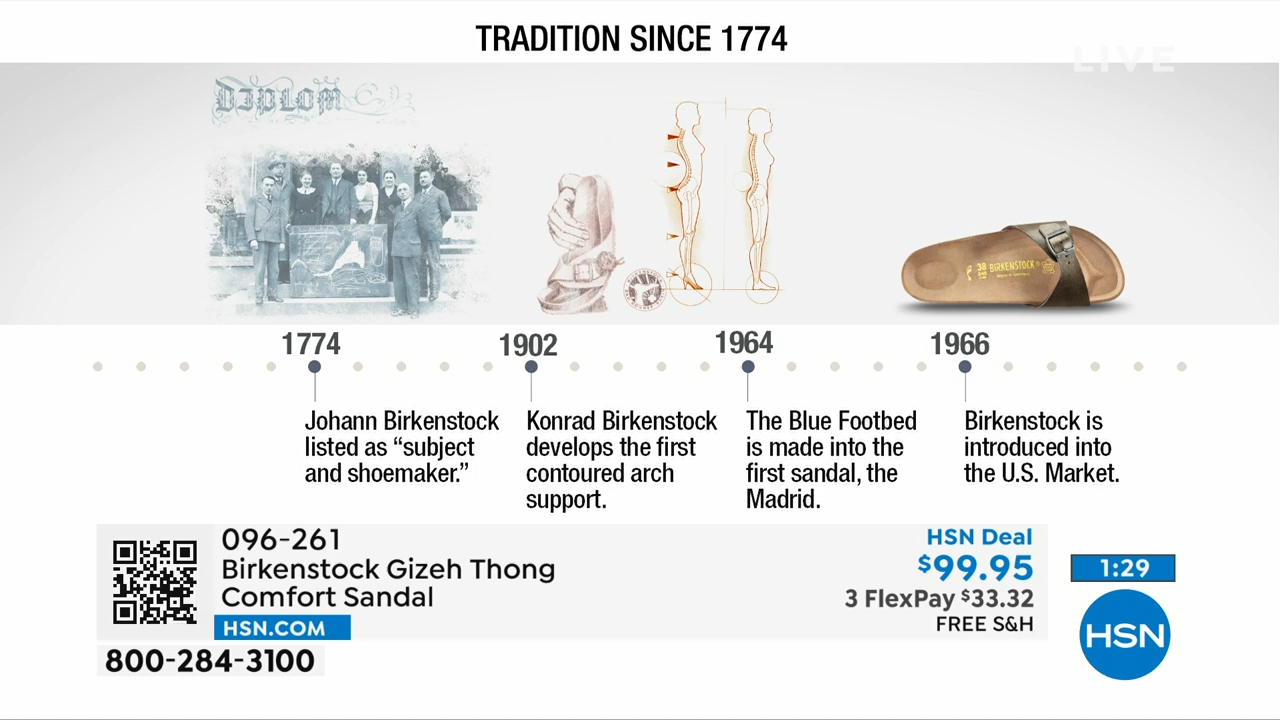 TRADITION SINCE 1774
LIVE
Diplom
38
BIRKENSTOCK
1774
1902
1964
1966
Johann Birkenstock
listed as “subject
and shoemaker.”
Konrad Birkenstock
develops the first
contoured arch
support.
The Blue Footbed
is made into the
first sandal, the
Madrid.
Birkenstock is
introduced into
the U.S. Market.
096-261
Birkenstock Gizeh Thong
Comfort Sandal
HSN.COM
800-284-3100
HSN Deal
$99.95
3 FlexPay $33.32
FREE S&H
1:29
HSN